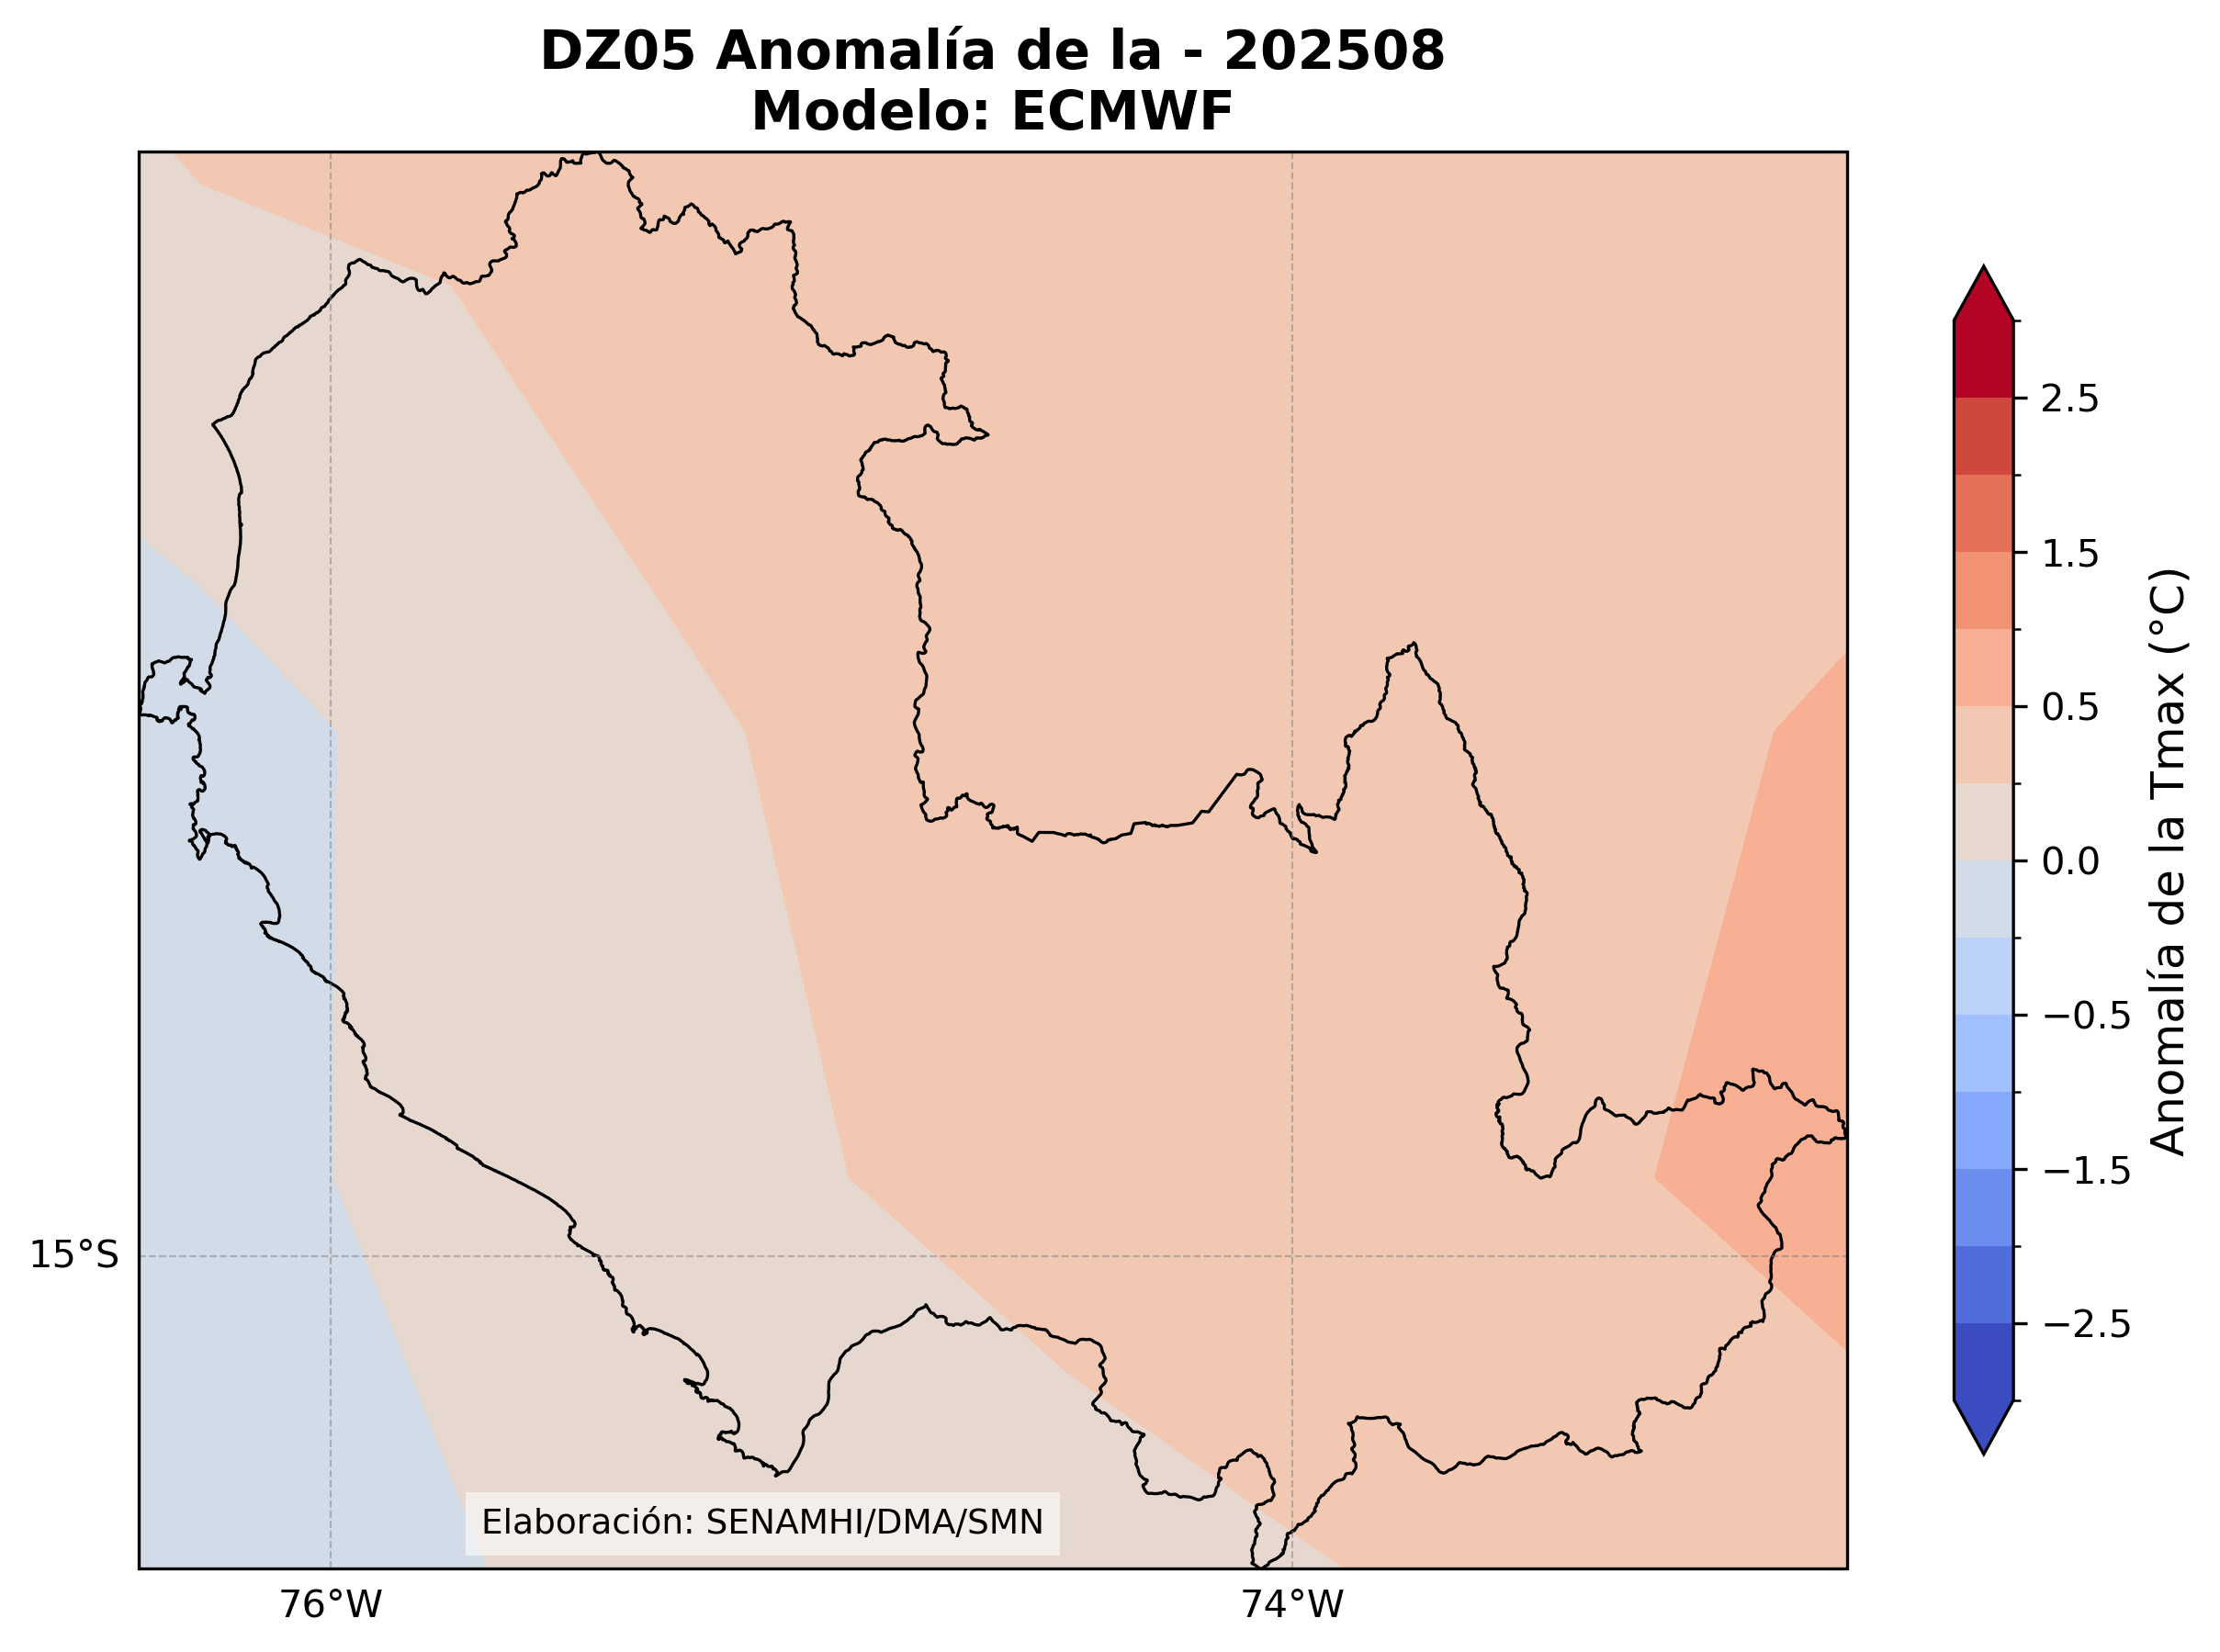 DZ05 Anomalía de la - 202508
Modelo: ECMWF
2.5
1.5
0.5
0.0
−0.5
−1.5
−2.5
Anomalía de la Tmax (°C)
15°S
Elaboración: SENAMHI/DMA/SMN
76°W
74°W